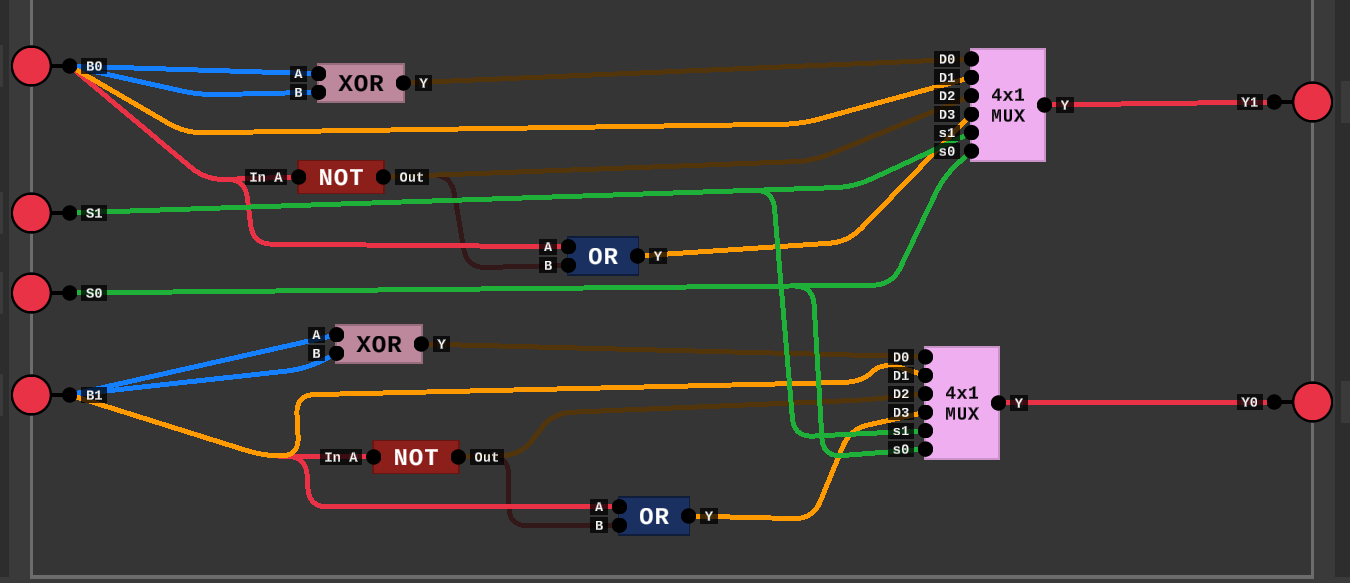 B0
A
B
XOR
Y
D0
D1
D2
D3
s1
s0
4x1
MUX
Y
Y1
In A
NOT
Out
S1
A
B
OR
Y
S0
A
B
XOR
Y
B1
D0
D1
D2
D3
s1
s0
4x1
MUX
Y
Y0
In A
NOT
Out
A
B
OR
Y